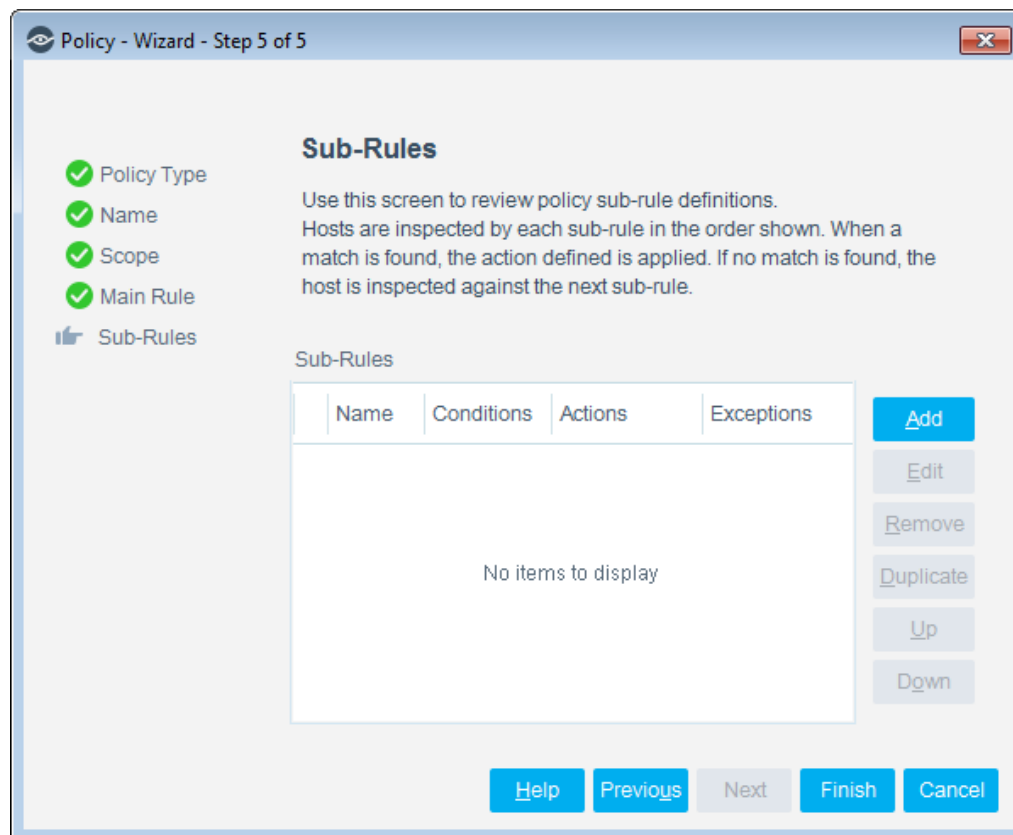 Policy - Wizard - Step 5 of 5
Policy Type
Name
Scope
Main Rule
Sub-Rules
Sub-Rules
Use this screen to review policy sub-rule definitions.
Hosts are inspected by each sub-rule in the order shown. When a
match is found, the action defined is applied. If no match is found, the
host is inspected against the next sub-rule.
Sub-Rules
Name Conditions Actions Exceptions
No items to display
Add
Edit
Remove
Duplicate
Up
Down
Help Previous Next Finish Cancel